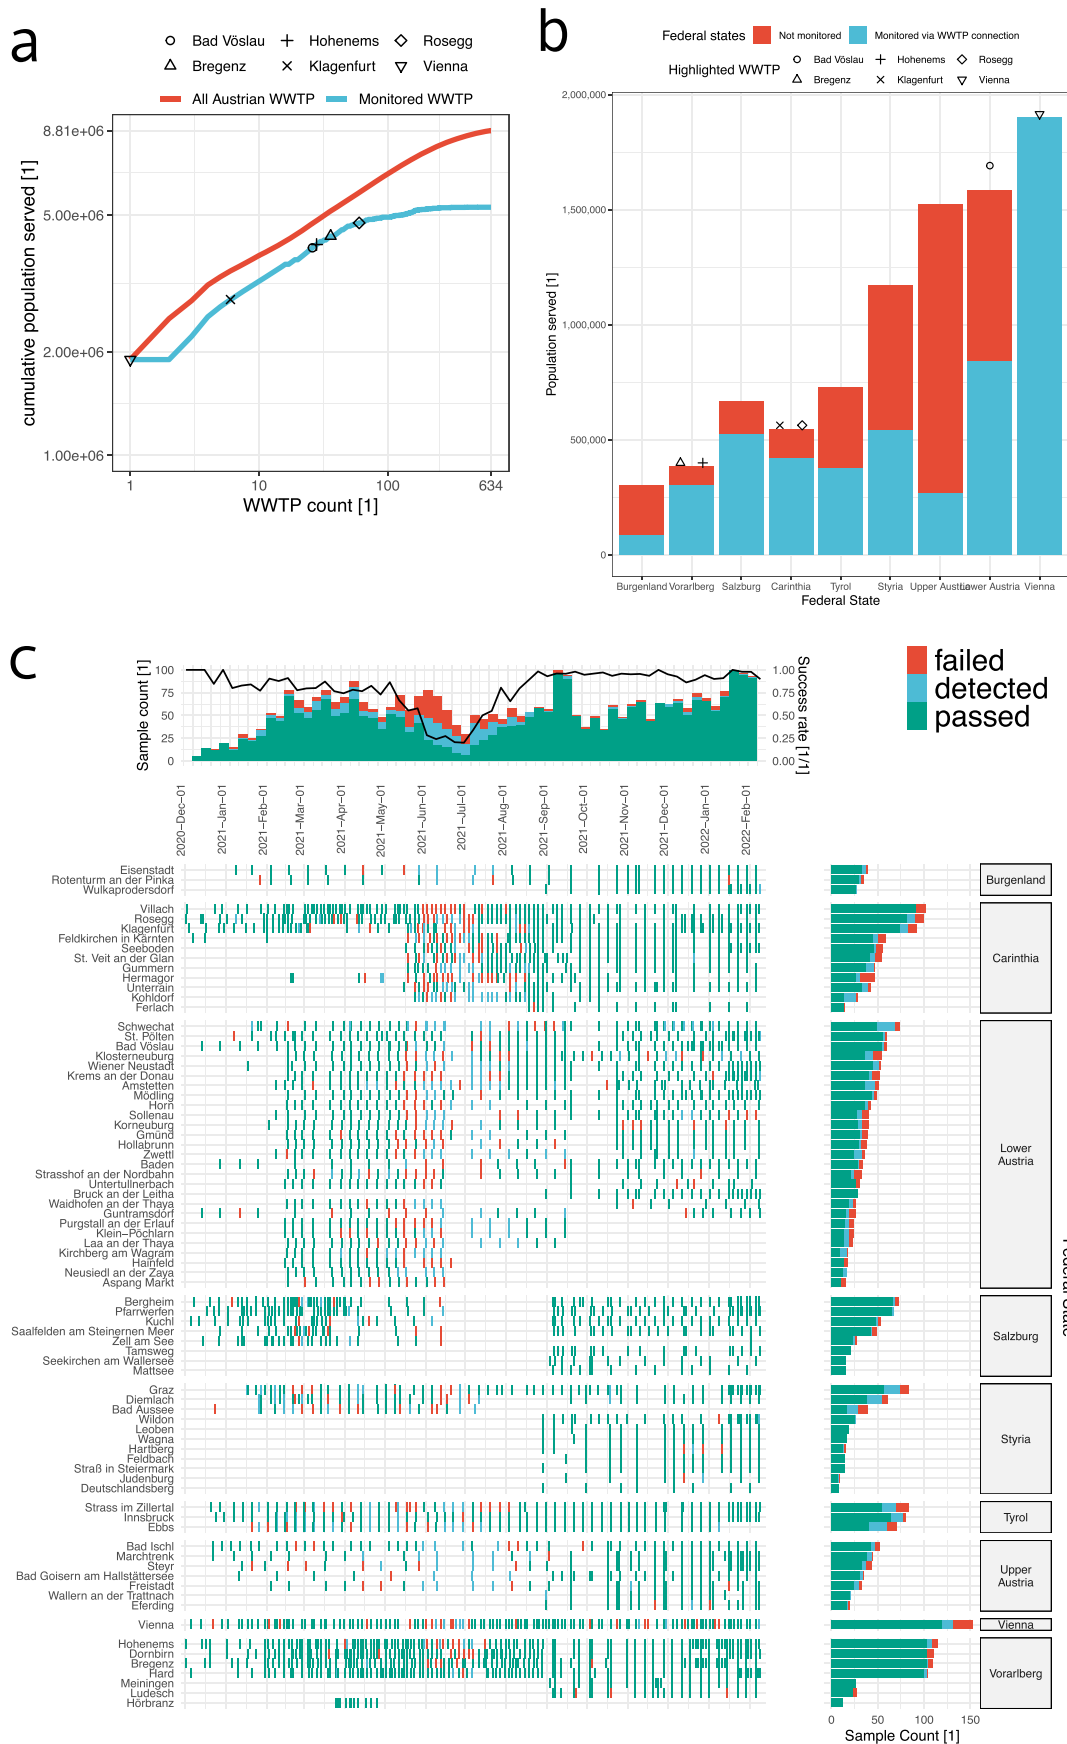 a
Bad Vöslau
Hohenems
Rosegg
Bregenz
Klagenfurt
Vienna
All Austrian WWTP
Monitored WWTP
8.81e+06
5.00e+06
2.00e+06
1.00e+06
cumulative population served [1]
1
10
100
634
WWTP count [1]
b
Federal states
Not monitored
Monitored via WWTP connection
Highlighted WWTP
Bad Vöslau
Hohenems
Rosegg
Bregenz
Klagenfurt
Vienna
2,000,000
1,500,000
1,000,000
500,000
0
Population served [1]
Burgenland
Vorarlberg
Salzburg
Carinthia
Tyrol
Styria
Upper Austria
Lower Austria
Vienna
Federal State
c
failed
detected
passed
Sample count [1]
100
75
50
25
0
1.00
0.75
0.50
0.25
0.00
Success rate [1/1]
2020−Dec−01
2021−Jan−01
2021−Feb−01
2021−Mar−01
2021−Apr−01
2021−May−01
2021−Jun−01
2021−Jul−01
2021−Aug−01
2021−Sep−01
2021−Oct−01
2021−Nov−01
2021−Dec−01
2022−Jan−01
2022−Feb−01
Eisenstadt
Rotenturm an der Pinka
Wulkaprodersdorf
Burgenland
Villach
Rosegg
Klagenfurt
Feldkirchen in Kärnten
Seeboden
St. Veit an der Glan
Gummern
Hermagor
Unterrain
Kohldorf
Ferlach
Carinthia
Schwechat
St. Pölten
Bad Vöslau
Klosterneuburg
Wiener Neustadt
Krems an der Donau
Amstetten
Mödling
Horn
Sollenau
Korneuburg
Gmünd
Hollabrunn
Zwettl
Baden
Strasshof an der Nordbahn
Untertullnerbach
Bruck an der Leitha
Waidhofen an der Thaya
Guntramsdorf
Purgstall an der Erlauf
Klein−Pöchlarn
Laa an der Thaya
Kirchberg am Wagram
Hainfeld
Neusiedl an der Zaya
Aspang Markt
Lower
Austria
Bergheim
Pfarrwerfen
Kuchl
Saalfelden am Steinernen Meer
Zell am See
Tamsweg
Seekirchen am Wallersee
Mattsee
Salzburg
Graz
Diemlach
Bad Aussee
Wildon
Leoben
Wagna
Hartberg
Feldbach
Straß in Steiermark
Judenburg
Deutschlandsberg
Styria
Strass im Zillertal
Innsbruck
Ebbs
Tyrol
Bad Ischl
Marchtrenk
Steyr
Bad Goisern am Hallstättersee
Freistadt
Wallern an der Trattnach
Eferding
Upper
Austria
Vienna
Vienna
Hohenems
Dornbirn
Bregenz
Hard
Meiningen
Ludesch
Hörbranz
Vorarlberg
0
50
100
150
Sample Count [1]